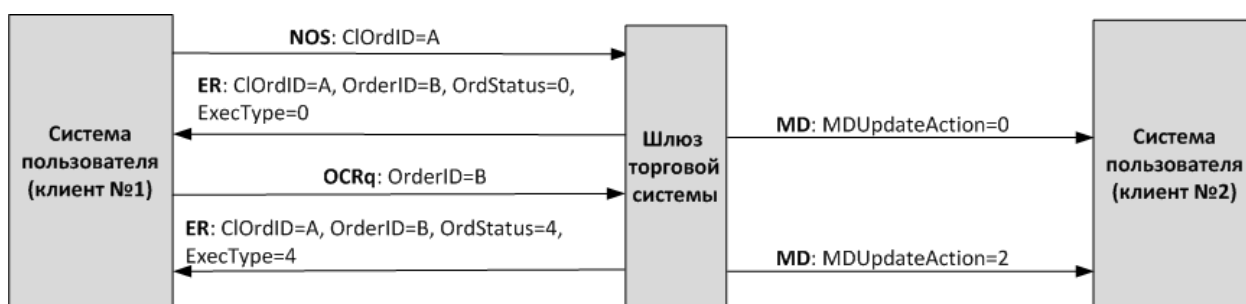 NOS: ClOrdID=A
ER: ClOrdID=A, OrderID=B, OrdStatus=0,
ExecType=0
Система
пользователя
(клиент №1)
Шлюз
торговой
системы
MD: MDUpdateAction=0
Система
пользователя
(клиент №2)
OCRq: OrderID=B
ER: ClOrdID=A, OrderID=B, OrdStatus=4,
ExecType=4
MD: MDUpdateAction=2